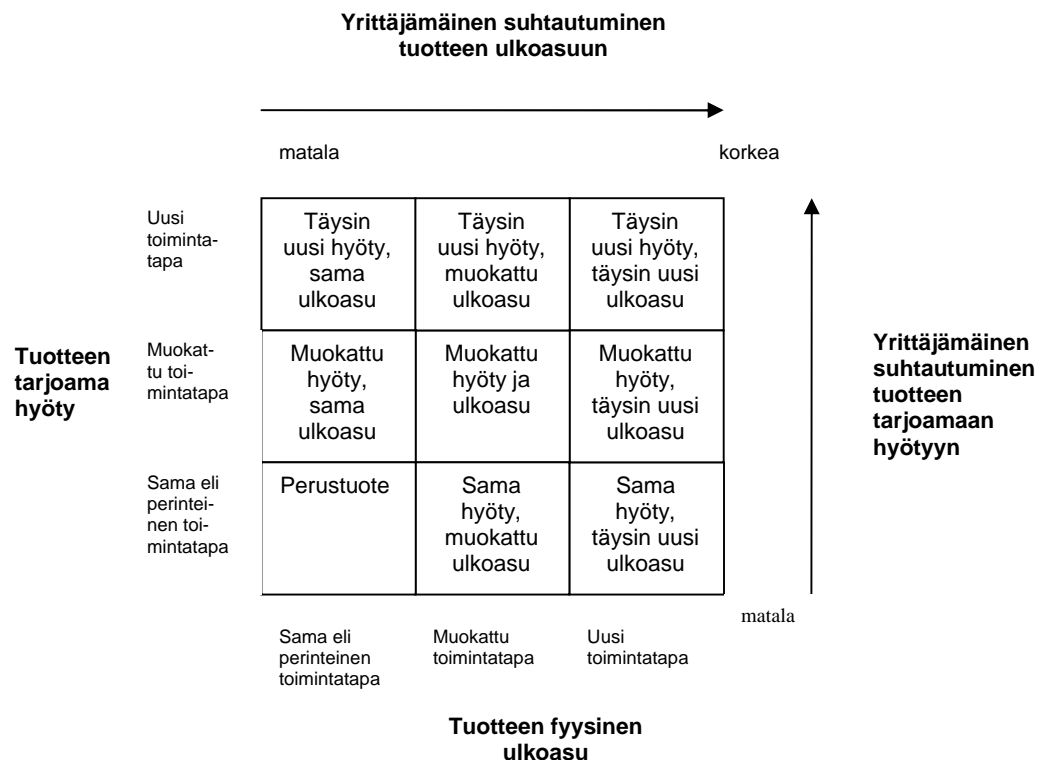 Yrittäjämäinen suhtautuminen
tuotteen ulkoasuun
matala
korkea
Uusi
toiminta-
tapa
Täysin
uusi hyöty,
sama
ulkoasu
Täysin
uusi hyöty,
muokattu
ulkoasu
Täysin
uusi hyöty,
täysin uusi
ulkoasu
Tuotteen
tarjoama
hyöty
Muokat-
tu toi-
mintatapa
Muokattu
hyöty,
sama
ulkoasu
Muokattu
hyöty ja
ulkoasu
Muokattu
hyöty,
täysin uusi
ulkoasu
Yrittäjämäinen
suhtautuminen
tuotteen
tarjoamaan
hyötyyn
Sama eli
perintei-
nen toi-
mintatapa
Perustuote
Sama
hyöty,
muokattu
ulkoasu
Sama
hyöty,
täysin uusi
ulkoasu
matala
Sama eli
perinteinen
toimintatapa
Muokattu
toimintatapa
Uusi
toimintatapa
Tuotteen fyysinen
ulkoasu